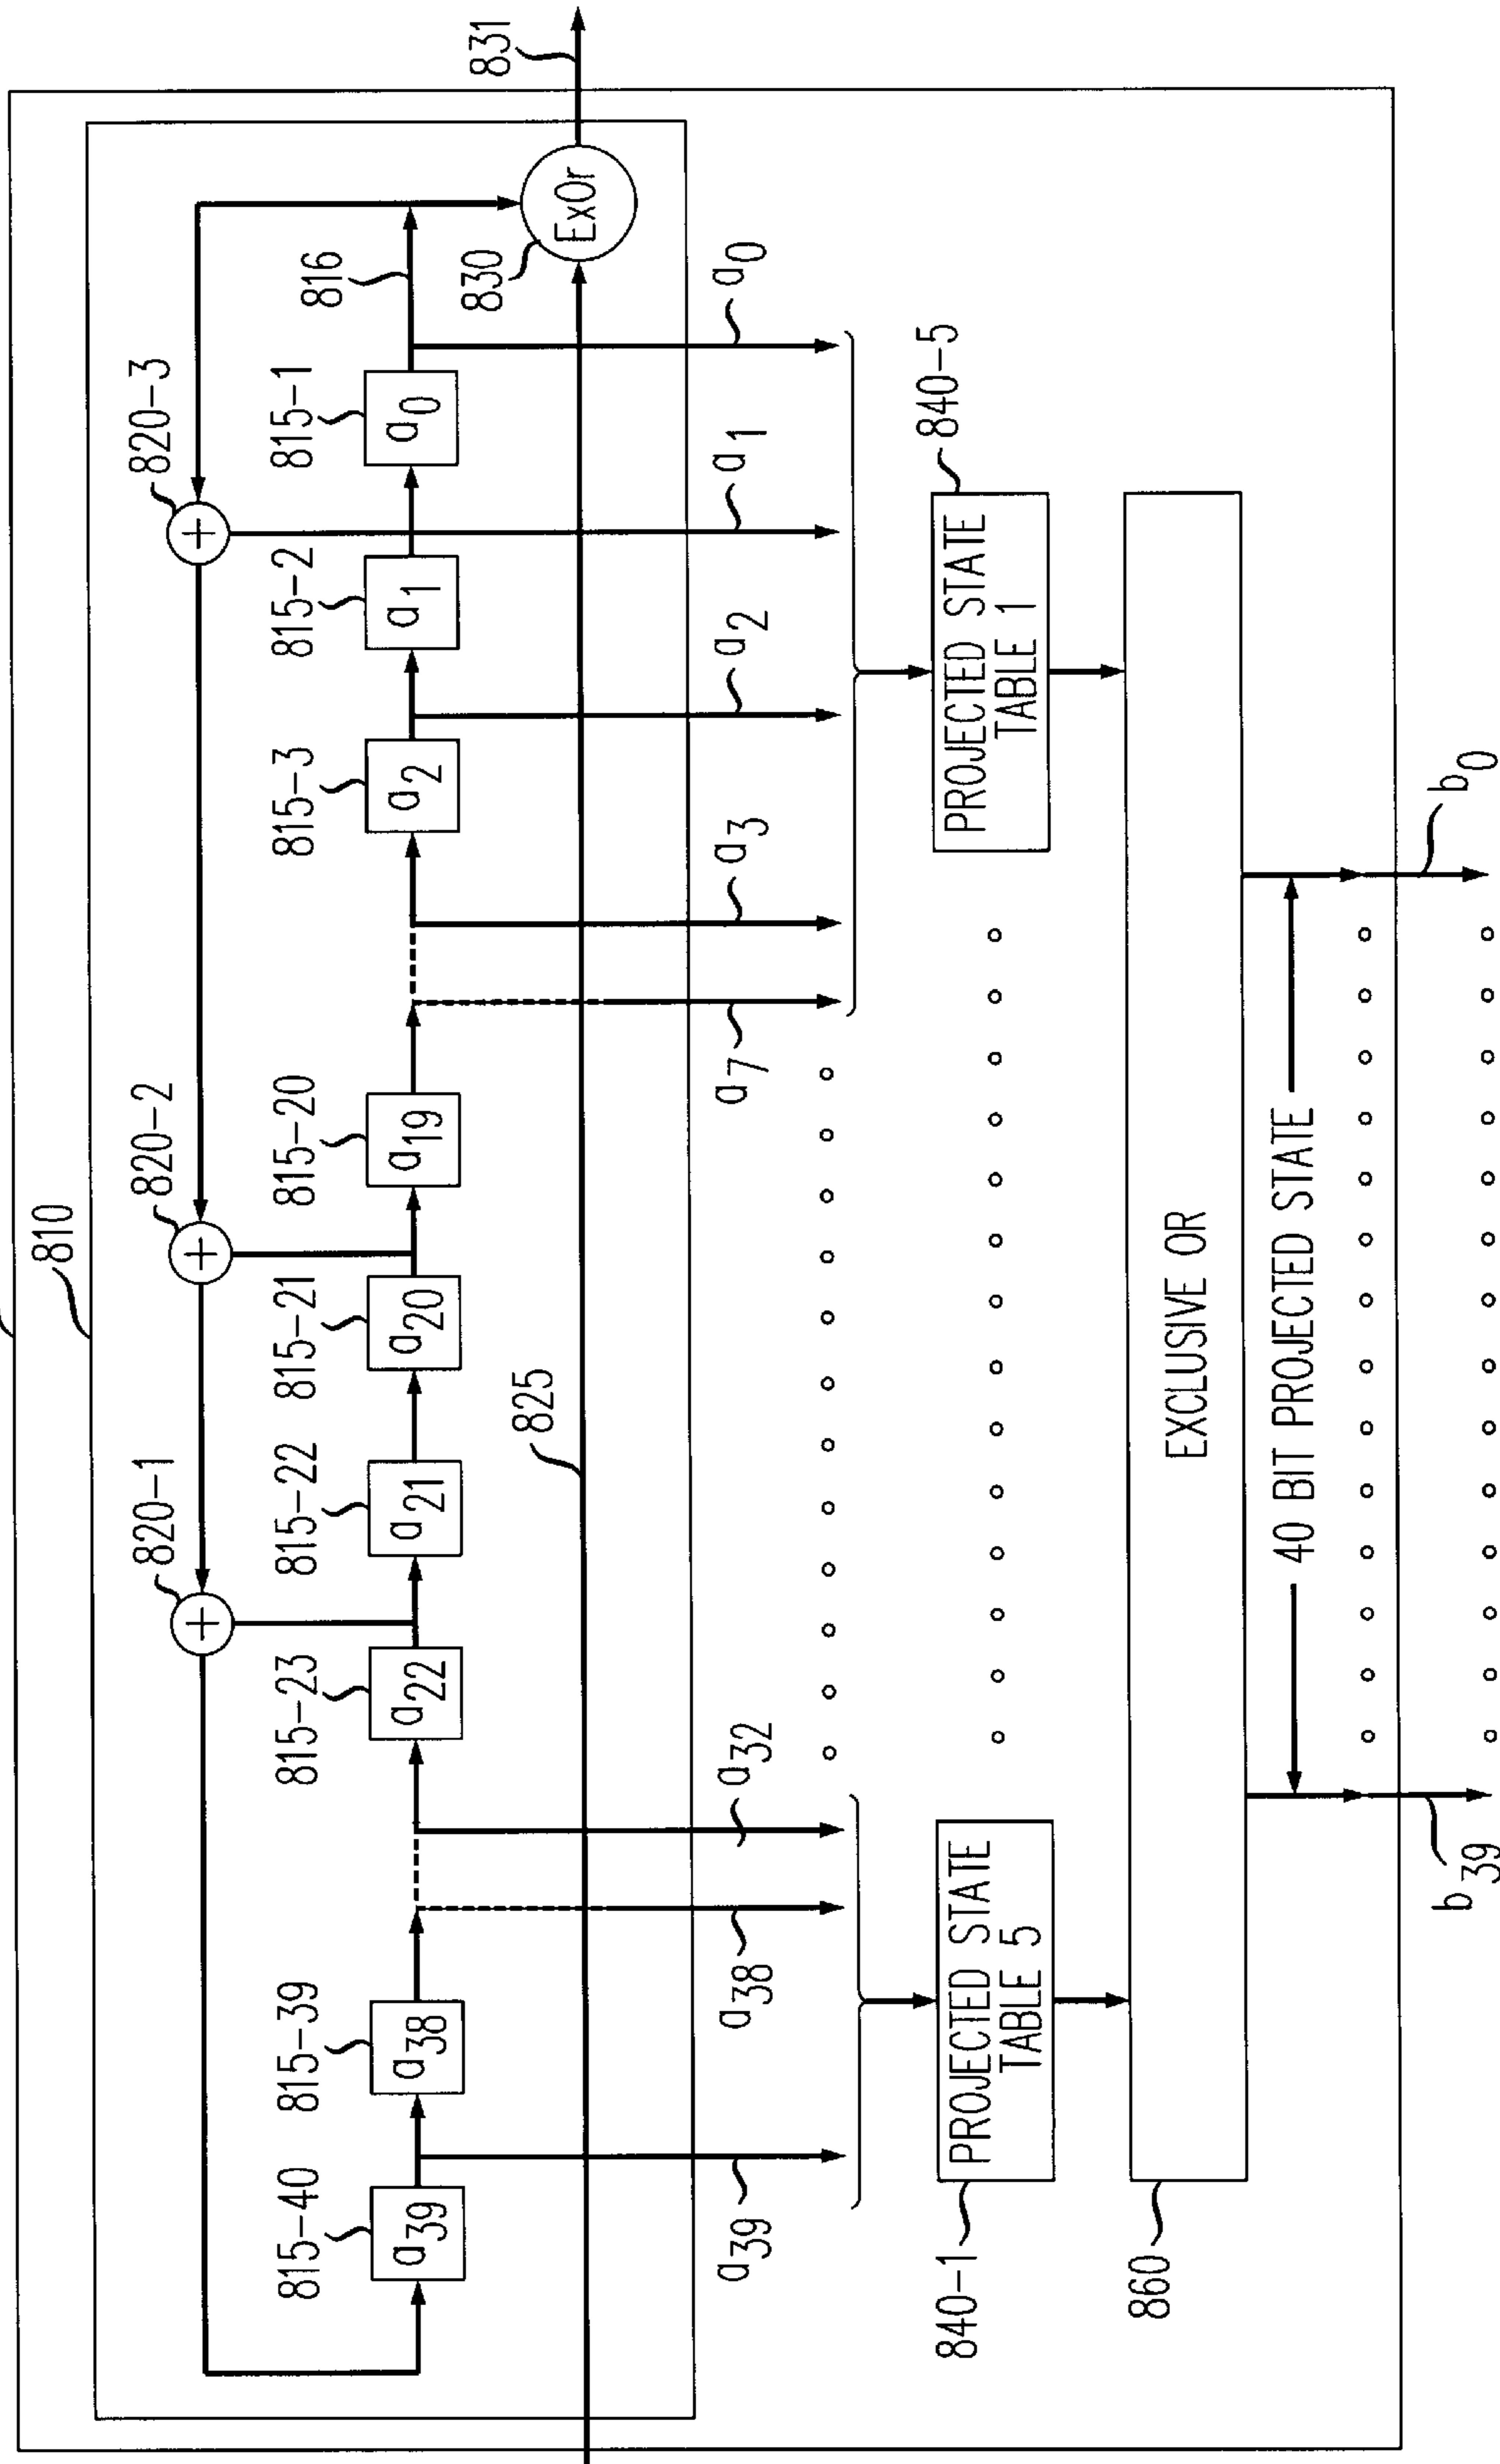 810
820-1
820-2
820-3
815-40
815-39
815-23
815-22
815-21
815-20
815-3
815-2
815-1
816
831
a39
a38
a22
a21
a20
a19
a2
a1
a0
825
830
ExOr
a39
a38
a32
a7
a3
a2
a1
a0
840-1
PROJECTED STATE
TABLE 5
PROJECTED STATE
TABLE 1
840-5
860
EXCLUSIVE OR
40 BIT PROJECTED STATE
b39
b0